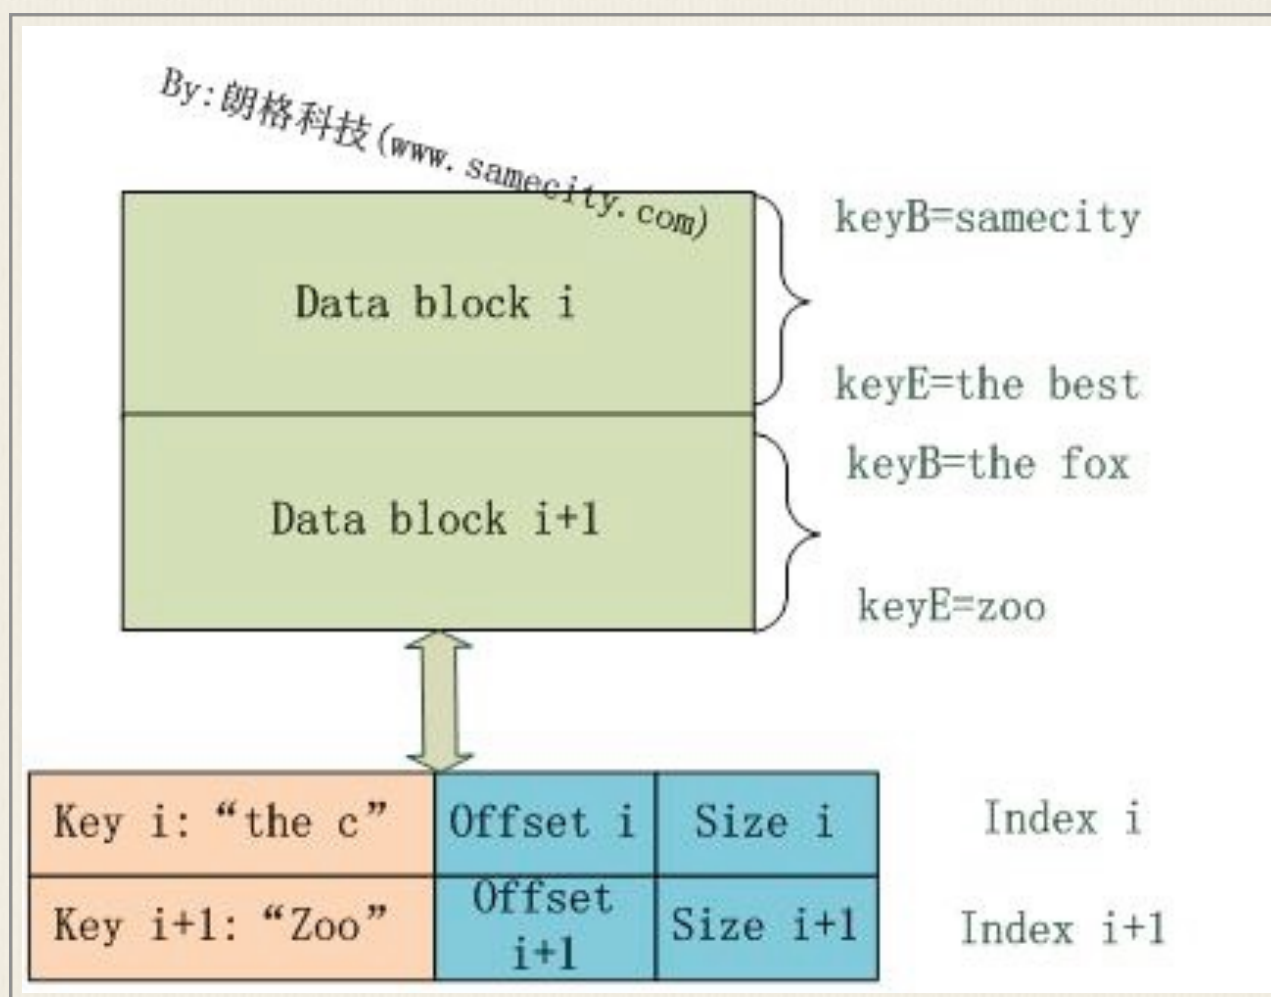 By:朗格科技(www.samecity.com)
keyB=samecity
Data block i
keyE=the best
keyB=the fox
Data block i+1
keyE=zoo
Key i: “the c” Offset i Size i Index i
Key i+1: “Zoo” Offset i+1 Size i+1 Index i+1